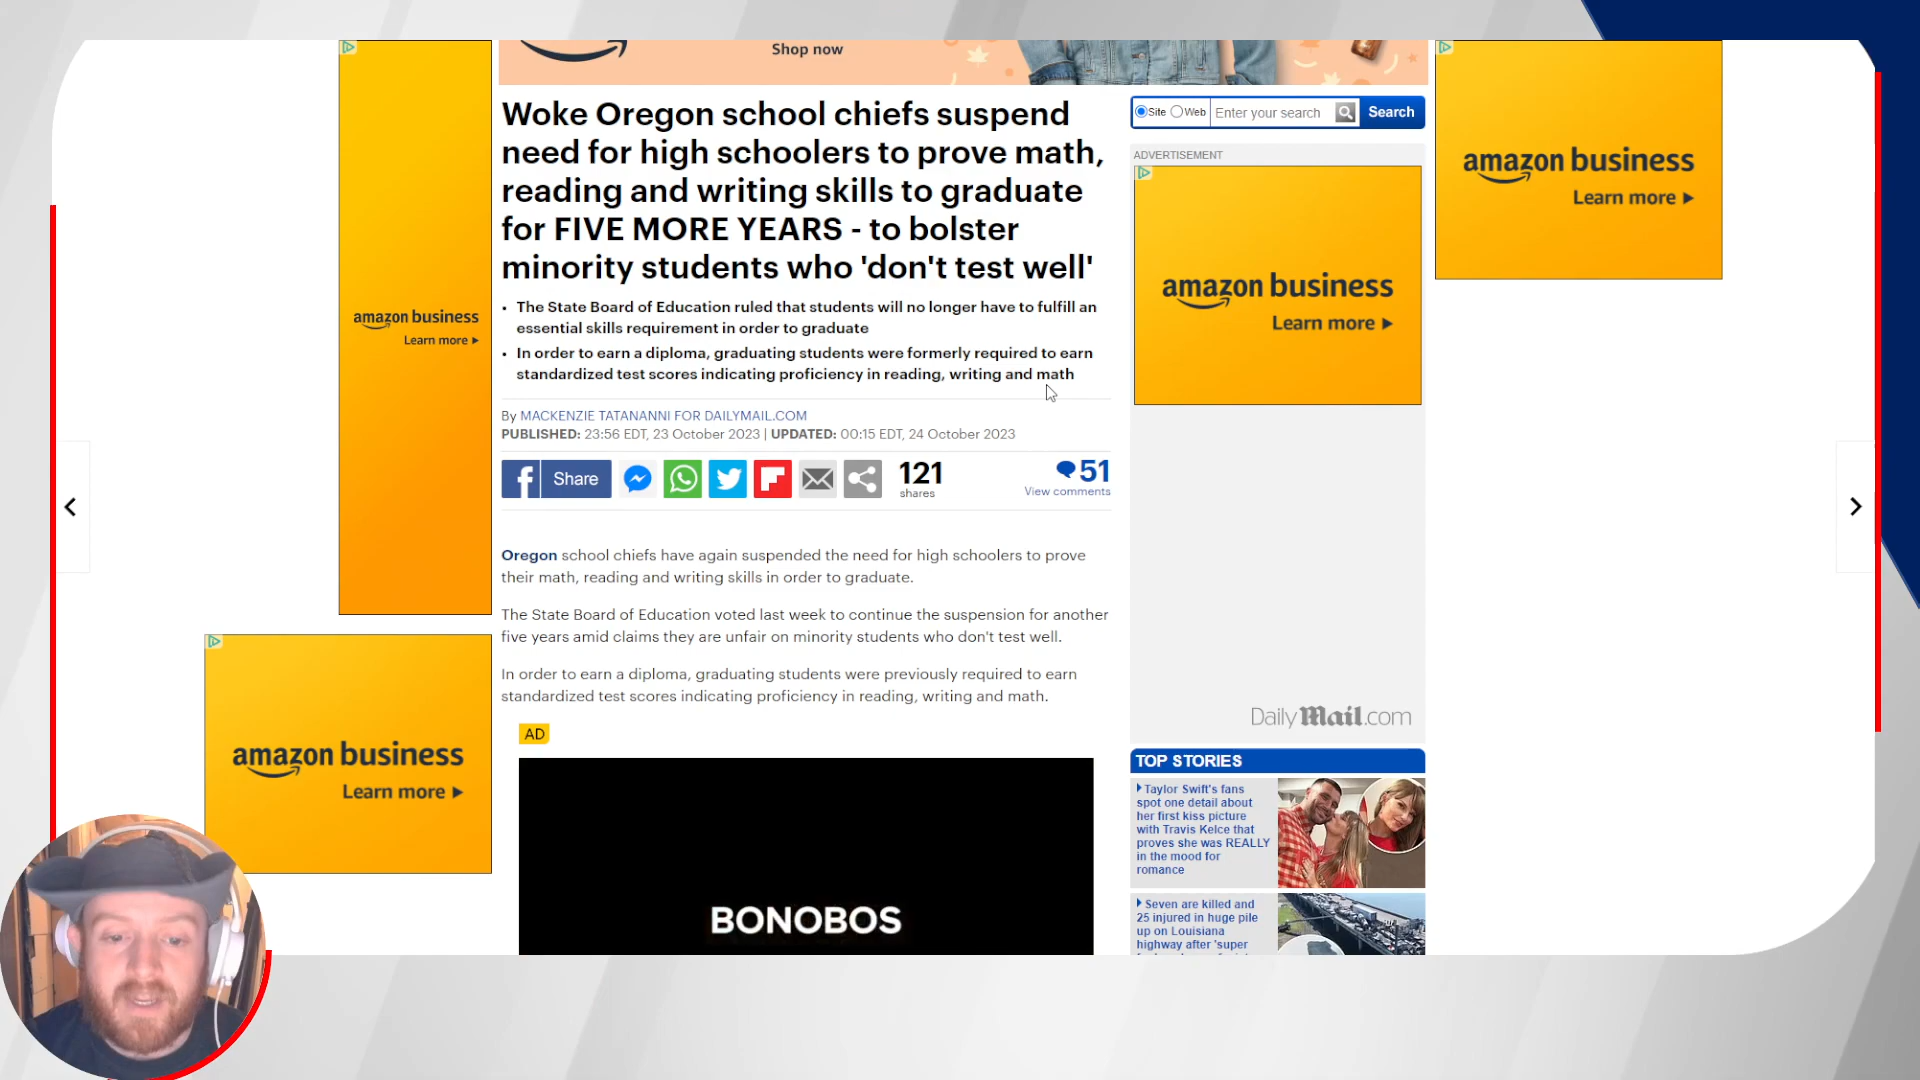 Shop now
Woke Oregon school chiefs suspend
need for high schoolers to prove math,
reading and writing skills to graduate
for FIVE MORE YEARS - to bolster
minority students who 'don't test well'
• The State Board of Education ruled that students will no longer have to fulfill an
essential skills requirement in order to graduate
• In order to earn a diploma, graduating students were formerly required to earn
standardized test scores indicating proficiency in reading, writing and math
By MACKENZIE TATANANNI FOR DAILYMAIL.COM
PUBLISHED: 23:56 EDT, 23 October 2023 | UPDATED: 00:15 EDT, 24 October 2023
Share
121
shares
51
View comments
Oregon school chiefs have again suspended the need for high schoolers to prove
their math, reading and writing skills in order to graduate.
The State Board of Education voted last week to continue the suspension for another
five years amid claims they are unfair on minority students who don't test well.
In order to earn a diploma, graduating students were previously required to earn
standardized test scores indicating proficiency in reading, writing and math.
AD
BONOBOS
amazon business
Learn more
amazon business
Learn more
Site Web Enter your search Search
ADVERTISEMENT
amazon business
Learn more
DailyMail.com
TOP STORIES
Taylor Swift's fans
spot one detail about
her first kiss picture
with Travis Kelce that
proves she was REALLY
in the mood for
romance
Seven are killed and
25 injured in huge pile
up on Louisiana
highway after 'super
amazon business
Learn more